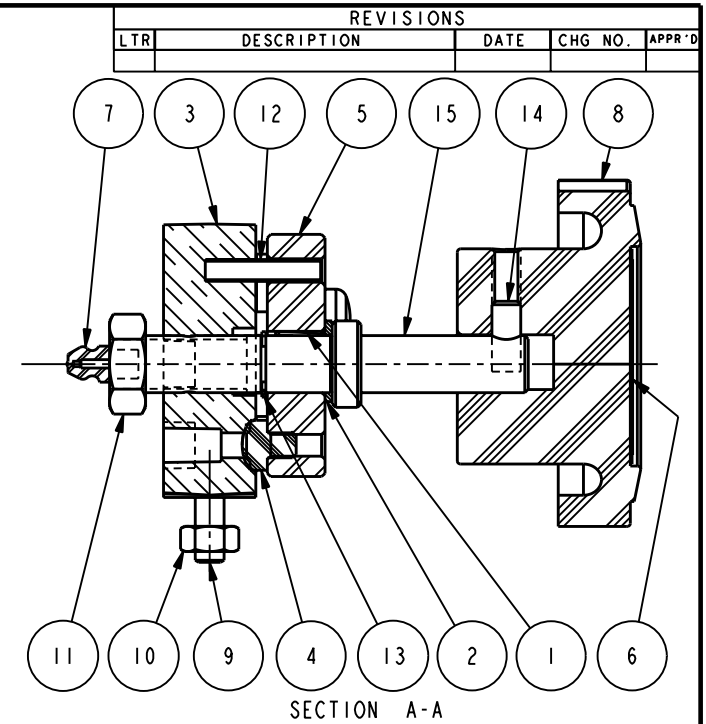 REVISIONS
LTR DESCRIPTION DATE CHG NO. APPR'D
7 3 12 5 15 14 8
11 10 9 4 13 2 1 6
SECTION A-A